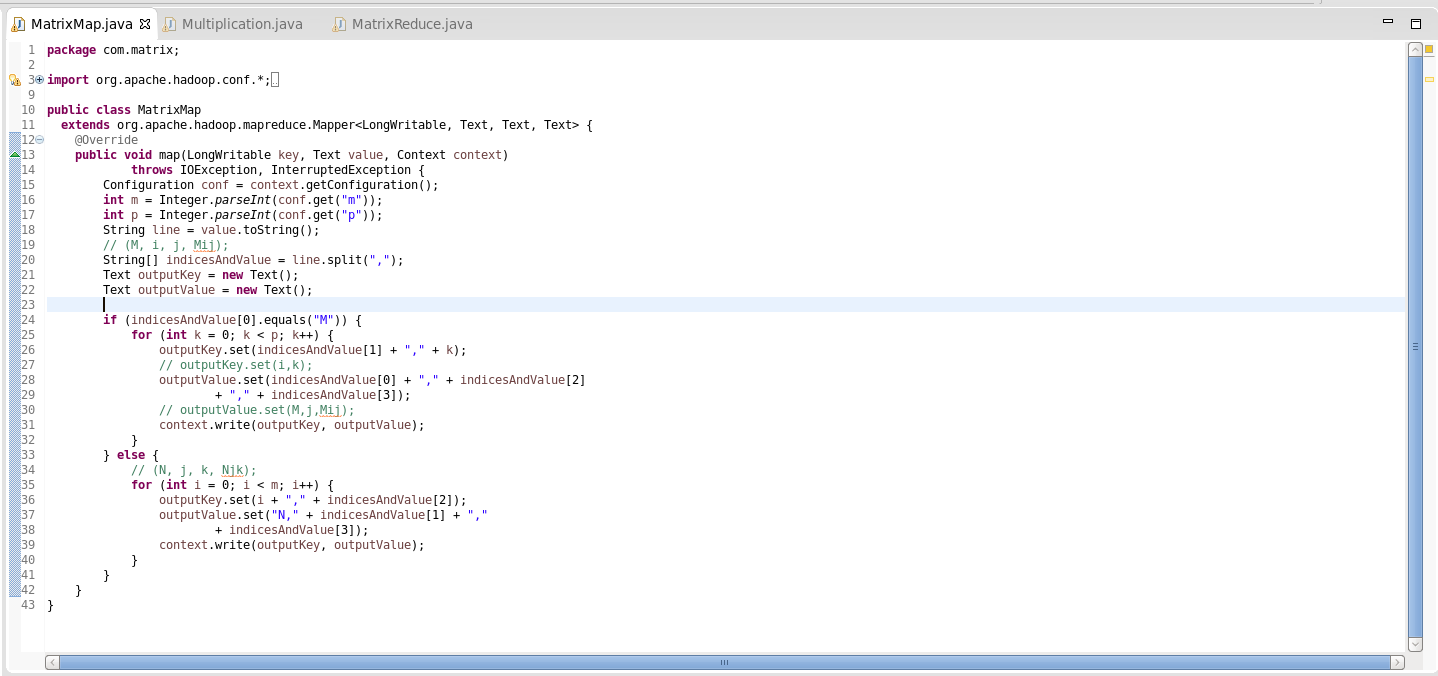 MatrixMap.java Multiplication.java MatrixReduce.java
1 package com.matrix;
2
3 import org.apache.hadoop.conf.*;
9
10 public class MatrixMap
11 extends org.apache.hadoop.mapreduce.Mapper<LongWritable, Text, Text, Text> {
12 @Override
13 public void map(LongWritable key, Text value, Context context)
14 throws IOException, InterruptedException {
15 Configuration conf = context.getConfiguration();
16 int m = Integer.parseInt(conf.get("m"));
17 int p = Integer.parseInt(conf.get("p"));
18 String line = value.toString();
19 // (M, i, j, Mij);
20 String[] indicesAndValue = line.split(",");
21 Text outputKey = new Text();
22 Text outputValue = new Text();
23
24 if (indicesAndValue[0].equals("M")) {
25 for (int k = 0; k < p; k++) {
26 outputKey.set(indicesAndValue[1] + "," + k);
27 // outputKey.set(i,k);
28 outputValue.set(indicesAndValue[0] + "," + indicesAndValue[2]
29 + "," + indicesAndValue[3]);
30 // outputValue.set(M,j,Mij);
31 context.write(outputKey, outputValue);
32 }
33 } else {
34 // (N, j, k, Njk);
35 for (int i = 0; i < m; i++) {
36 outputKey.set(i + "," + indicesAndValue[2]);
37 outputValue.set("N," + indicesAndValue[1] + ","
38 + indicesAndValue[3]);
39 context.write(outputKey, outputValue);
40 }
41 }
42 }
43 }